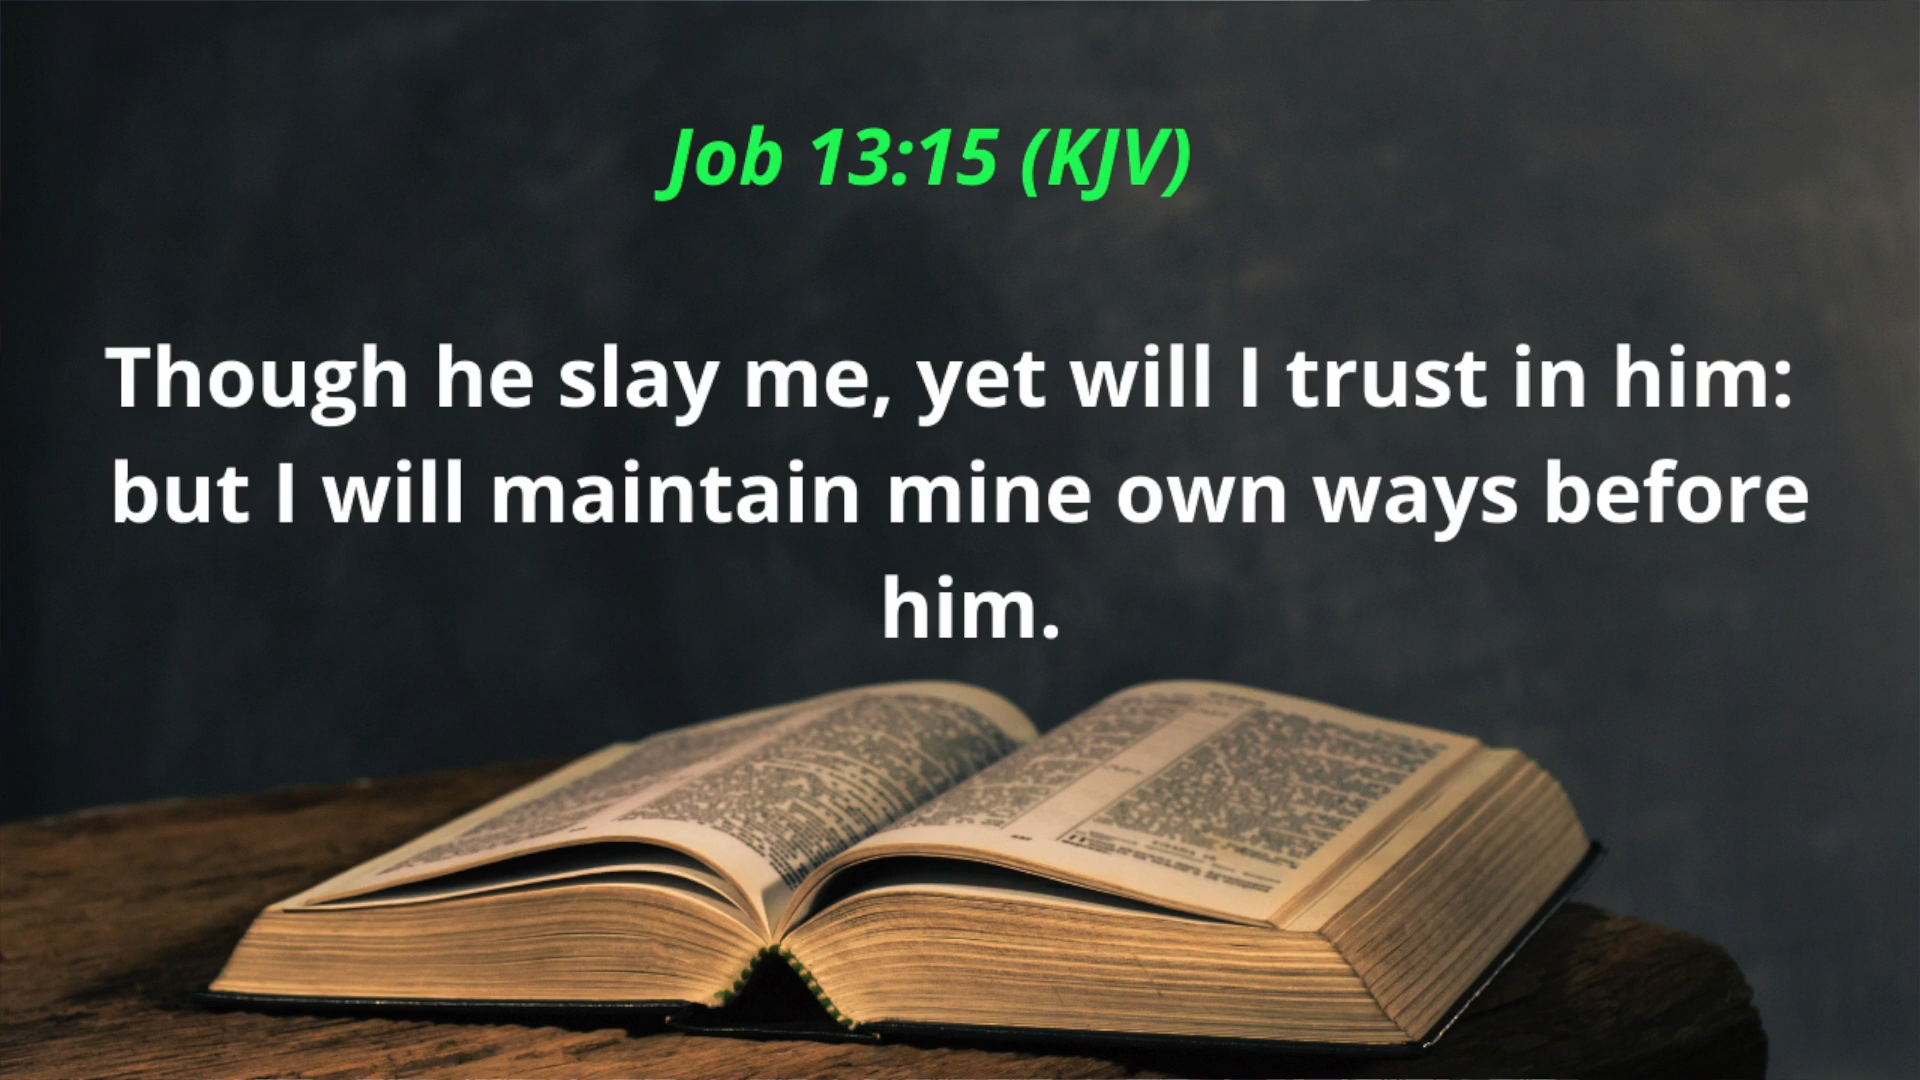 Job 13:15 (KJV)
Though he slay me, yet will I trust in him:
but I will maintain mine own ways before
him.